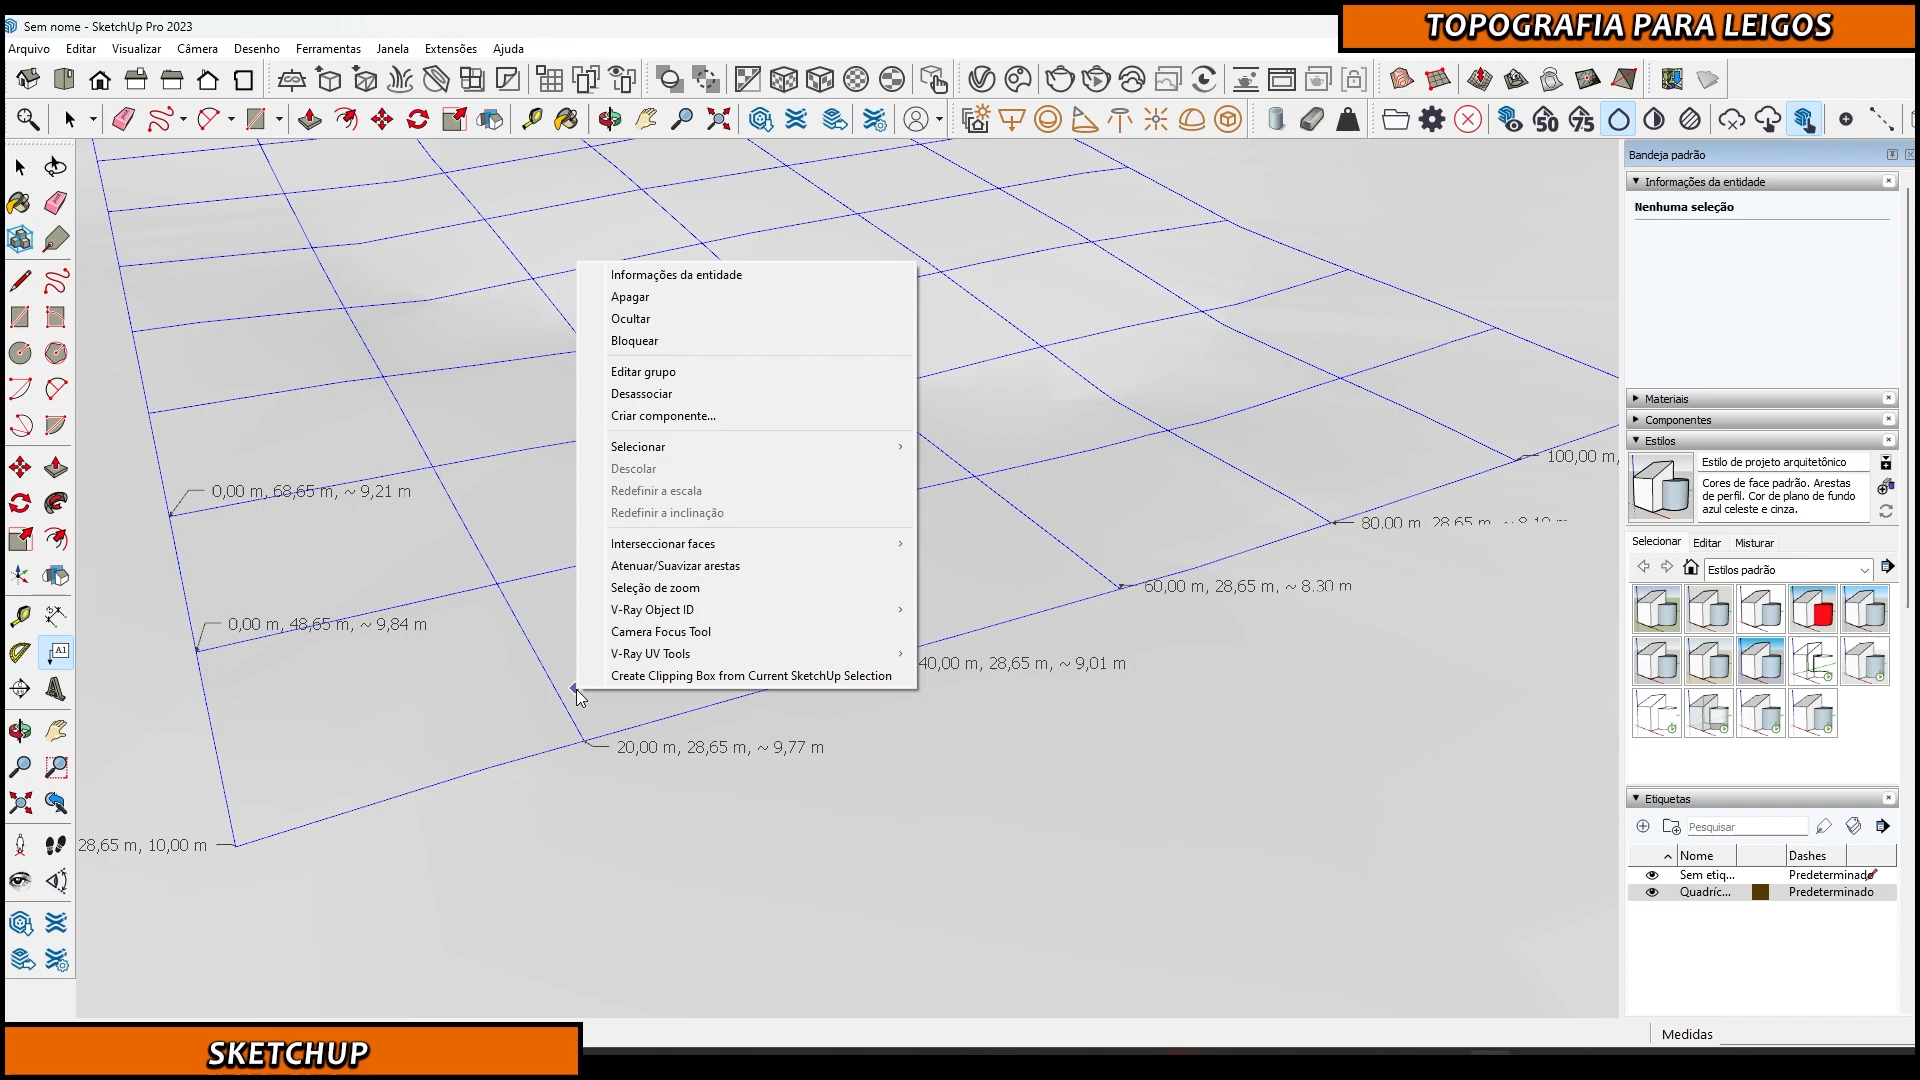 Sem nome - SketchUp Pro 2023
TOPOGRAFIA PARA LEIGOS
Arquivo Editar Visualizar Câmera Desenho Ferramentas Janela Extensões Ajuda
50
75
Bandeja padrão
Informações da entidade
Nenhuma seleção
Informações da entidade
Apagar
Ocultar
Bloquear
Editar grupo
Desassociar
Criar componente...
Selecionar
Descolar
Redefinir a escala
Redefinir a inclinação
Interseccionar faces
Atenuar/Suavizar arestas
Seleção de zoom
V-Ray Object ID
Camera Focus Tool
V-Ray UV Tools
Create Clipping Box from Current SketchUp Selection
0,00 m, 68,65 m, ~ 9,21 m
0,00 m, 48,65 m, ~ 9,84 m
28,65 m, 10,00 m
20,00 m, 28,65 m, ~ 9,77 m
40,00 m, 28,65 m, ~ 9,01 m
60,00 m, 28,65 m, ~ 8.30 m
80.00 m, 28,65 m,
100,00 m,
A1
Materiais
Componentes
Estilos
Estilo de projeto arquitetônico
Cores de face padrão. Arestas
de perfil. Cor de plano de fundo
azul celeste e cinza.
Selecionar Editar Misturar
Estilos padrão
Etiquetas
Pesquisar
Nome Dashes
Sem etiq... Predeterminado
Quadríc... Predeterminado
Medidas
SKETCHUP